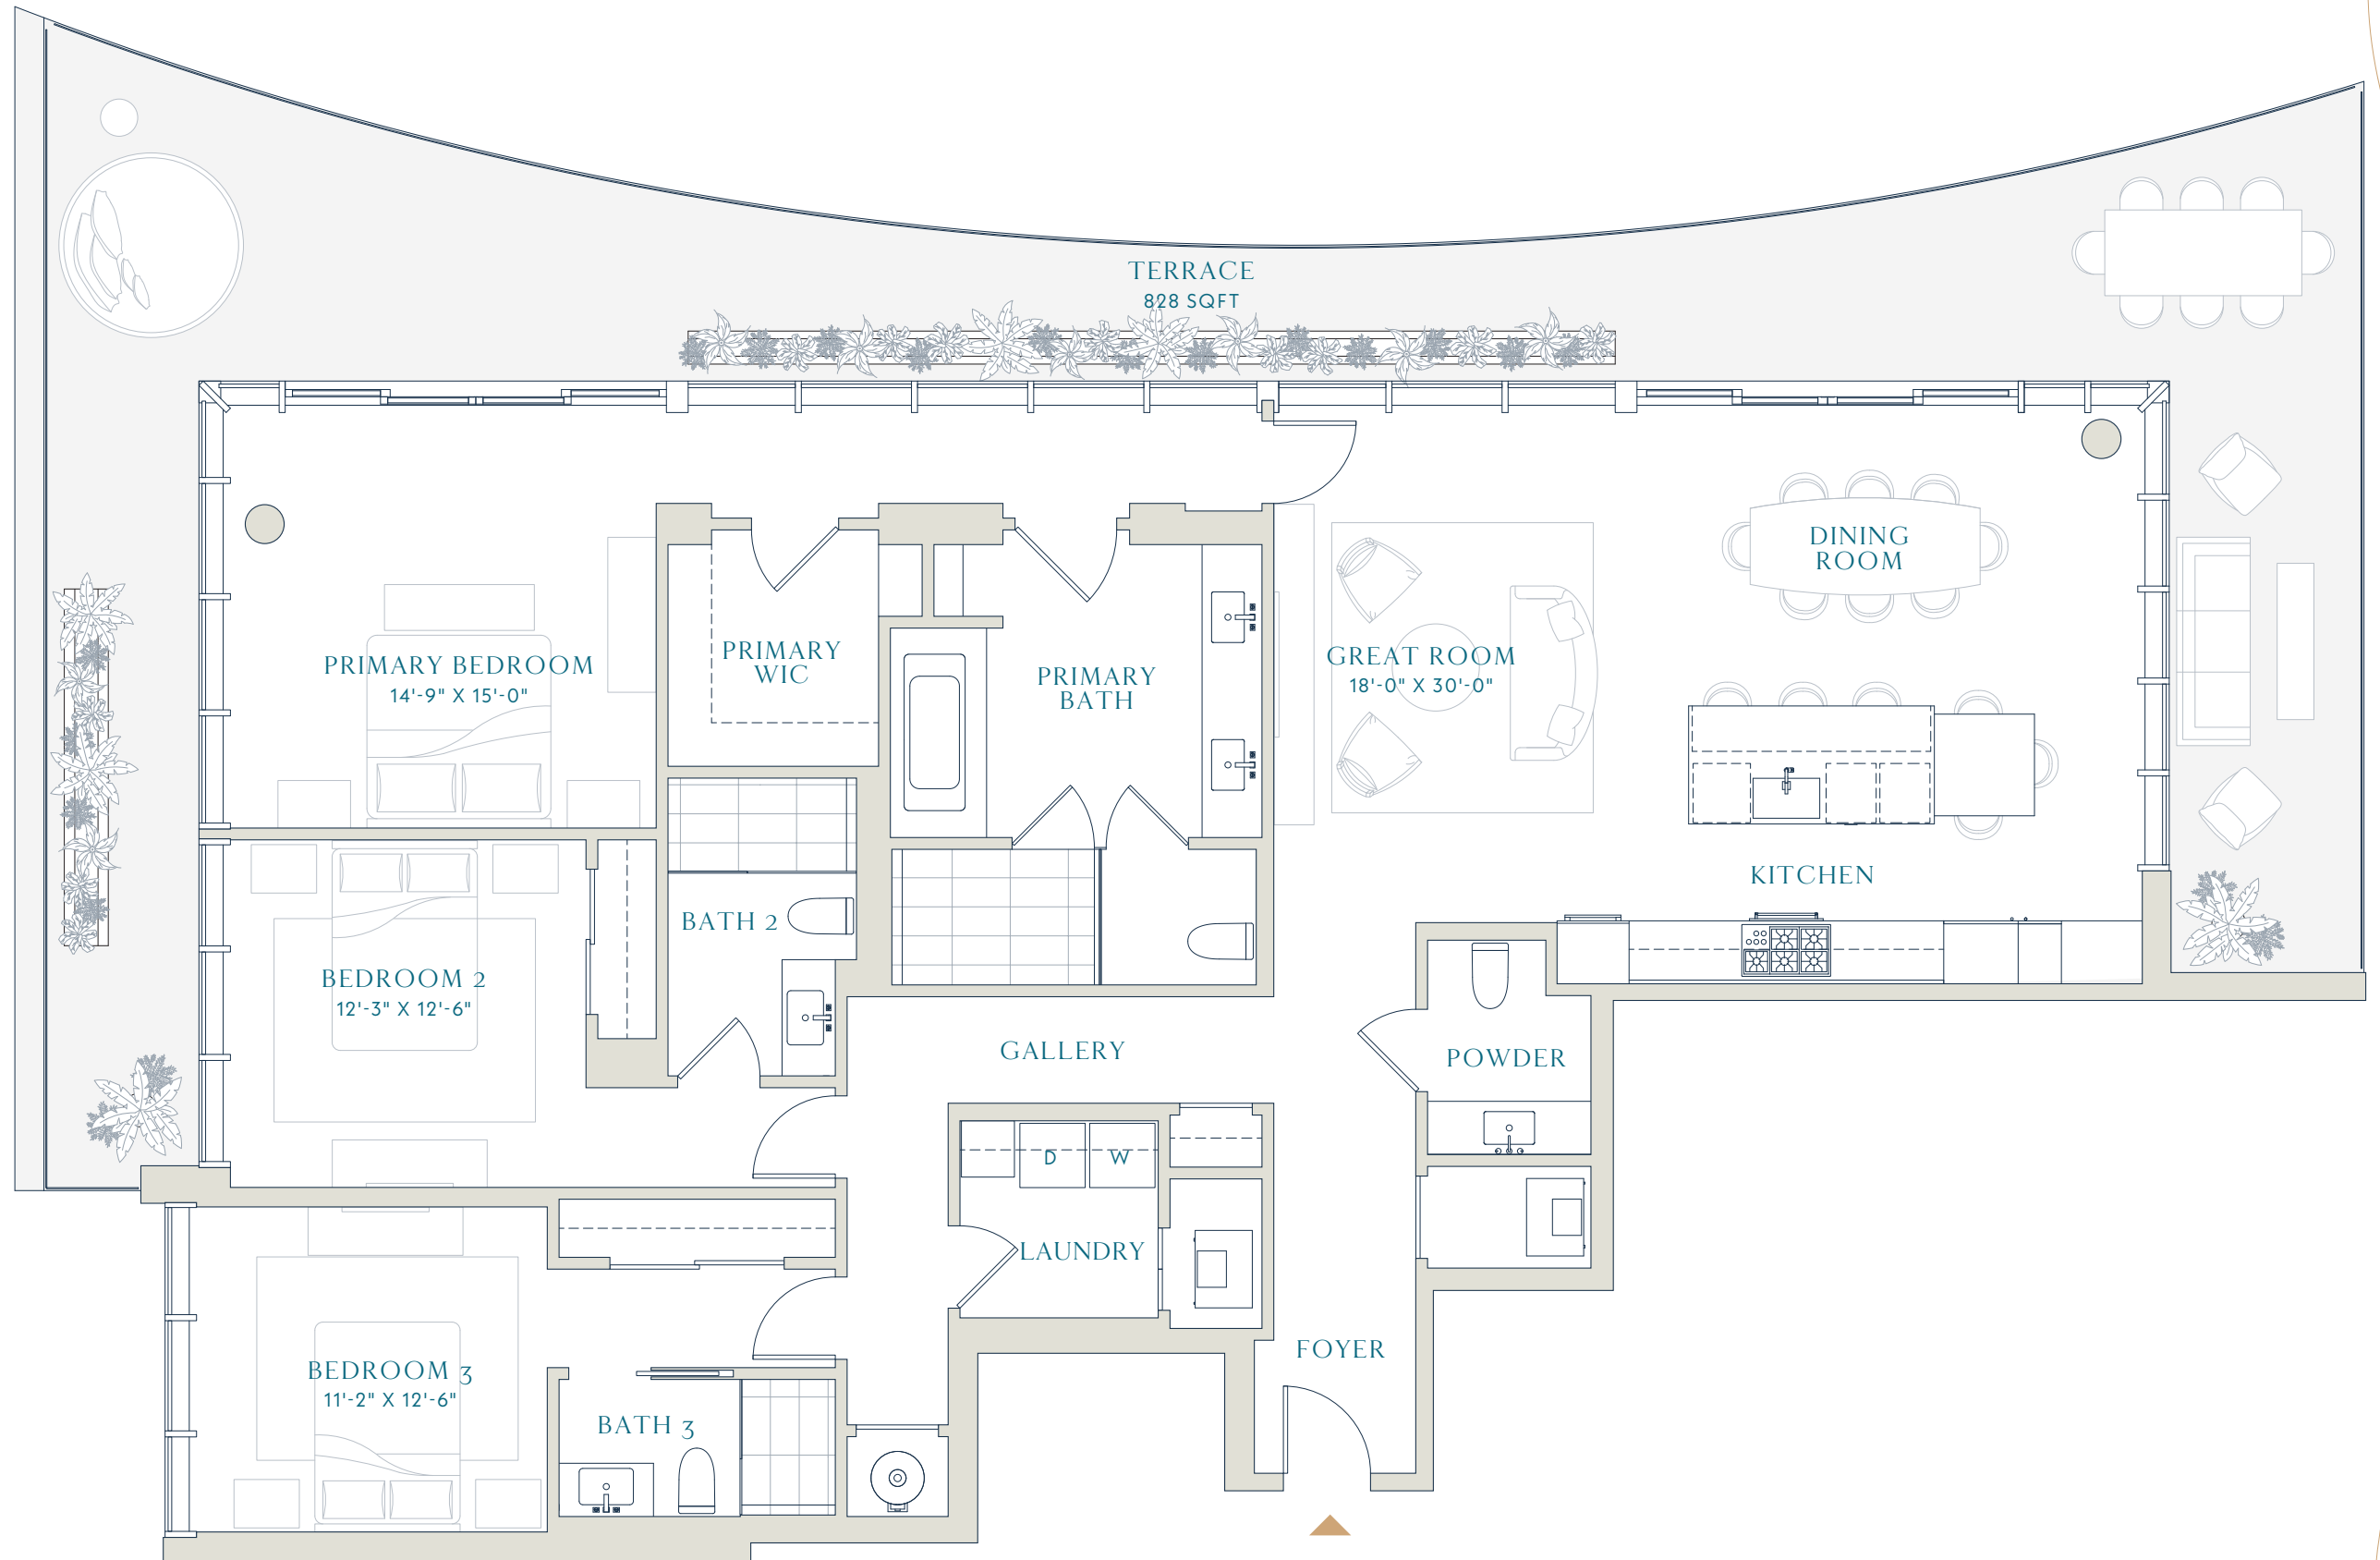 TERRACE
828 SQFT
DINING
ROOM
PRIMARY BEDROOM
14'-9" X 15'-0"
PRIMARY
WIC
PRIMARY
BATH
GREAT ROOM
18'-0" X 30'-0"
KITCHEN
BATH 2
BEDROOM 2
12'-3" X 12'-6"
GALLERY
POWDER
D
W
LAUNDRY
FOYER
BEDROOM 3
11'-2" X 12'-6"
BATH 3